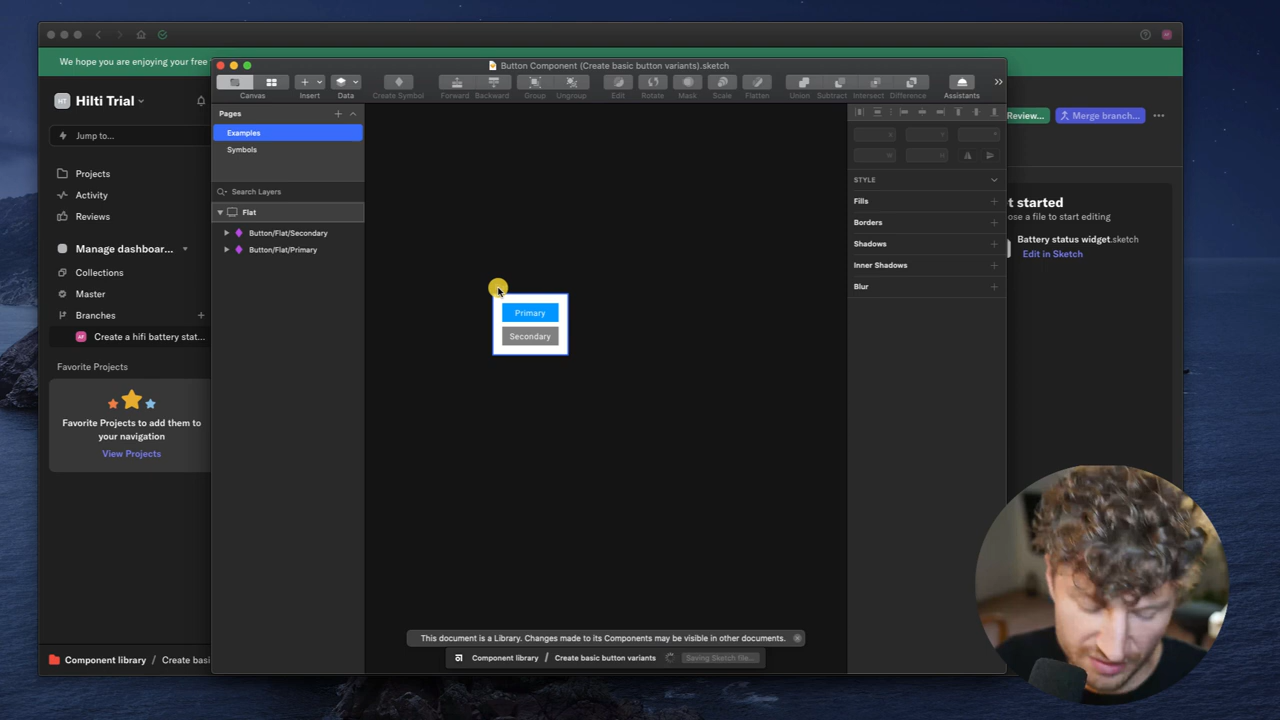 We hope you are enjoying your free
Button Component (Create basic button variants).sketch
Canvas
Insert
Data
Create Symbol
Forward
Backward
Group
Ungroup
Edit
Rotate
Mask
Scale
Flatten
Union
Subtract
Intersect
Difference
Assistants
HT
Hilti Trial
Jump to...
Projects
Activity
Reviews
Manage dashboar...
Collections
Master
Branches
Create a hifi battery stat...
Favorite Projects
Favorite Projects to add them to
your navigation
View Projects
Component library / Create basi
Pages
Examples
Symbols
Search Layers
Flat
Button/Flat/Secondary
Button/Flat/Primary
Primary
Secondary
This document is a Library. Changes made to its Components may be visible in other documents.
Component library / Create basic button variants
Saving Sketch file...
X
Y
W
H
STYLE
Fills
Borders
Shadows
Inner Shadows
Blur
Review...
Merge branch...
t started
ose a file to start editing
Battery status widget.sketch
Edit in Sketch